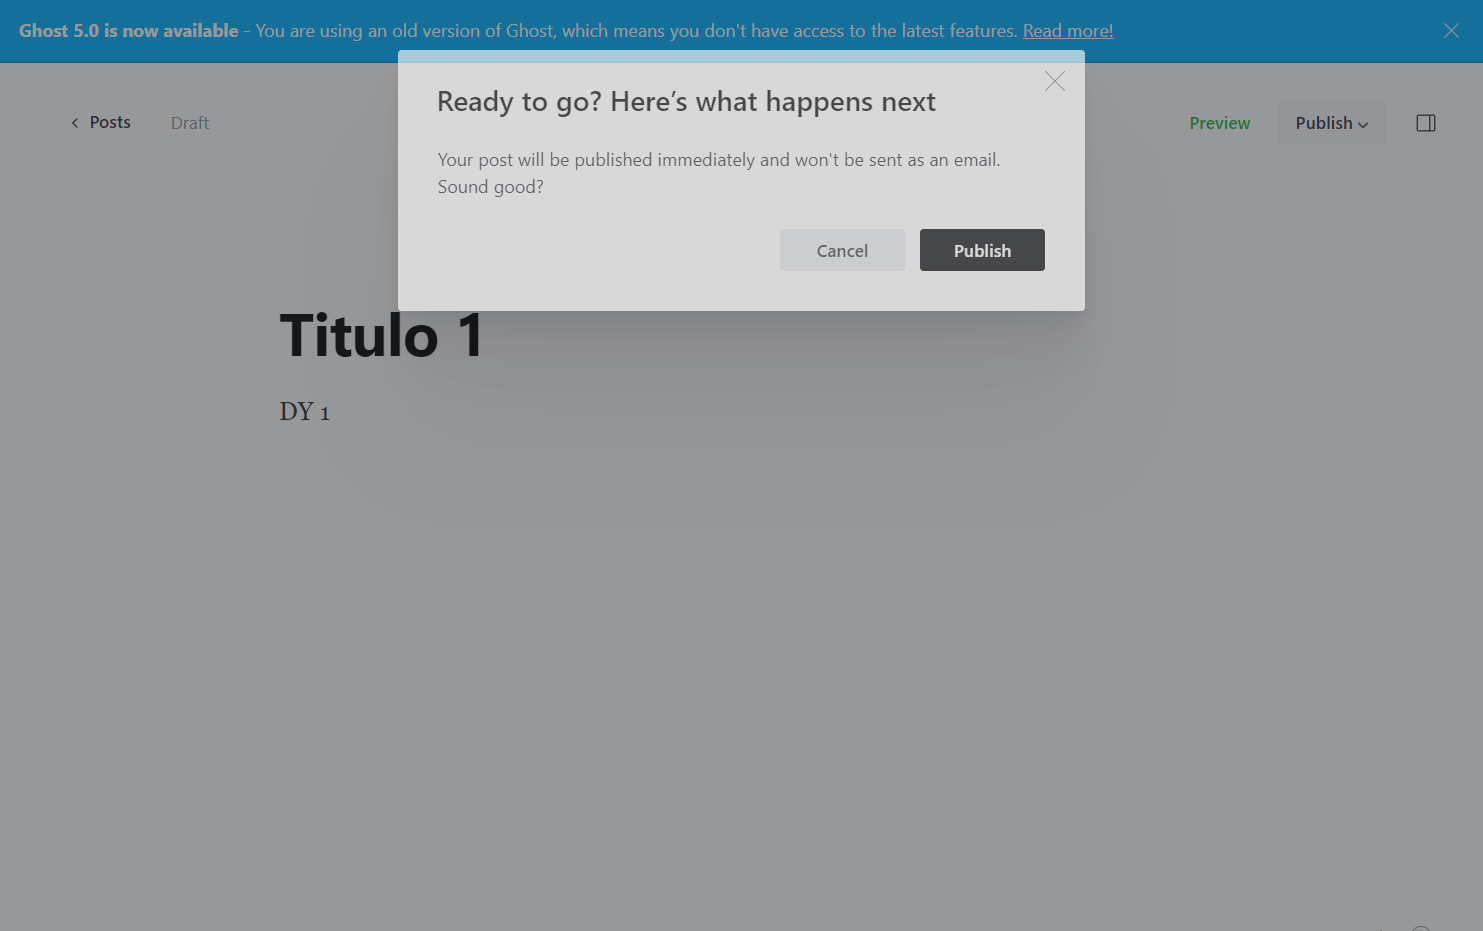 Ghost 5.0 is now available - You are using an old version of Ghost, which means you don't have access to the latest features. Read more!
Ready to go? Here’s what happens next
Posts
Draft
Preview
Publish
Your post will be published immediately and won't be sent as an email.
Sound good?
Cancel
Publish
Titulo 1
DY 1